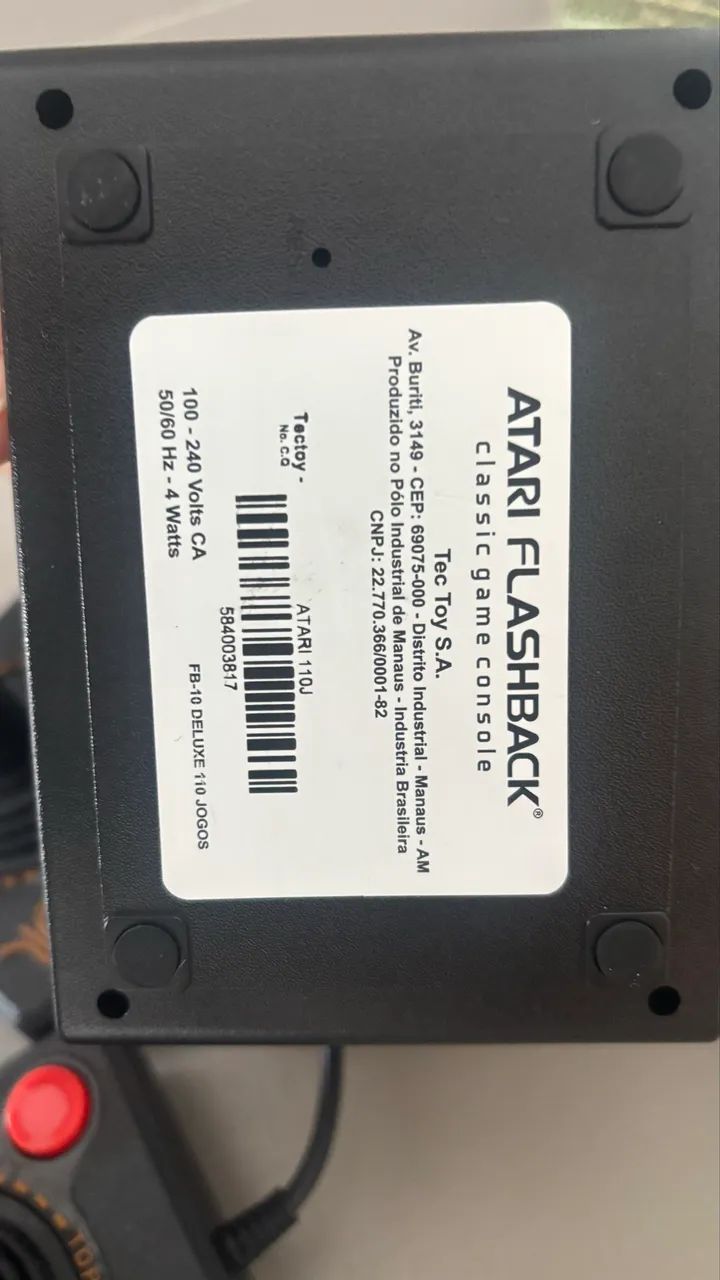 ATARI FLASHBACK®
classic game console
Tec Toy S.A.
Av. Buriti, 3149 - CEP: 69075-000 - Distrito Industrial - Manaus - AM
Produzido no Pólo Industrial de Manaus - Industria Brasileira
CNPJ: 22.770.366/0001-82
Tectoy -
No. C.Q
ATARI 110J
584003817
100 - 240 Volts CA
50/60 Hz - 4 Watts
FB-10 DELUXE 110 JOGOS
TOP